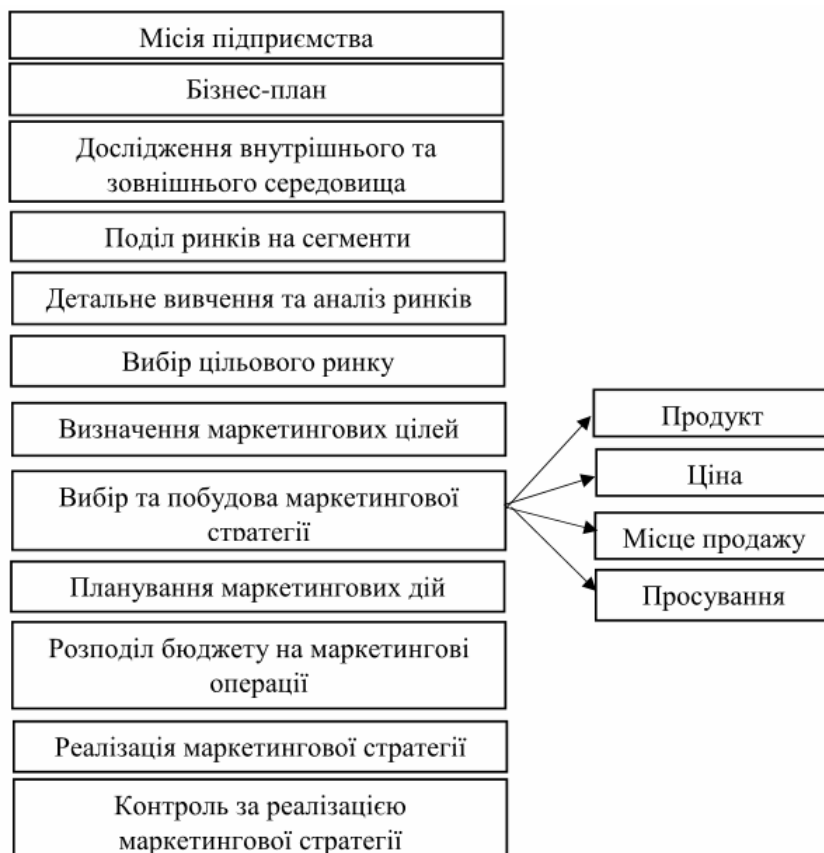 Місія підприємства
Бізнес-план
Дослідження внутрішнього та
зовнішнього середовища
Поділ ринків на сегменти
Детальне вивчення та аналіз ринків
Вибір цільового ринку
Визначення маркетингових цілей
Вибір та побудова маркетингової
стратегії
Планування маркетингових дій
Розподіл бюджету на маркетингові
операції
Реалізація маркетингової стратегії
Контроль за реалізацією
маркетингової стратегії
Продукт
Ціна
Місце продажу
Просування